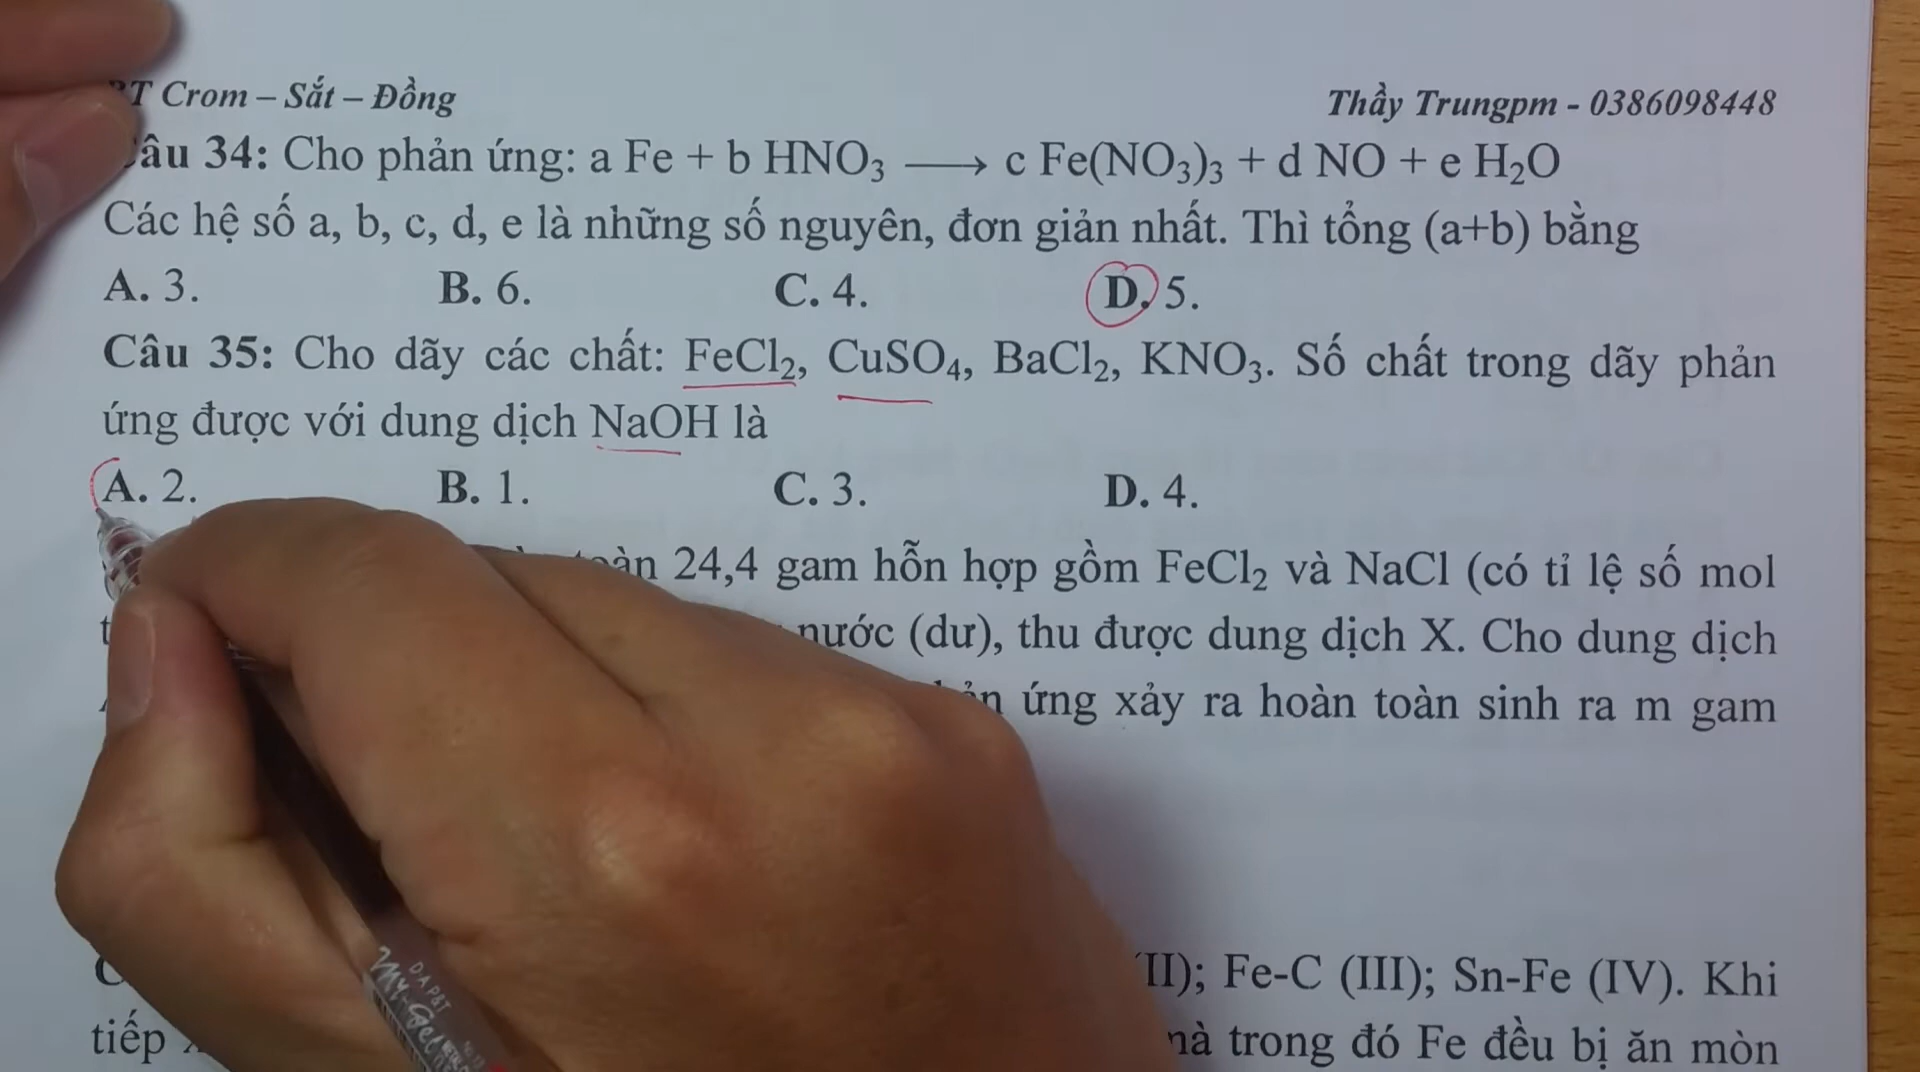 BT Crom – Sắt – Đồng Thầy Trungpm - 0386098448
Câu 34: Cho phản ứng: a Fe + b HNO₃ ⟶ c Fe(NO₃)₃ + d NO + e H₂O
Các hệ số a, b, c, d, e là những số nguyên, đơn giản nhất. Thì tổng (a+b) bằng
A. 3. B. 6. C. 4. D. 5.
Câu 35: Cho dãy các chất: FeCl₂, CuSO₄, BaCl₂, KNO₃. Số chất trong dãy phản
ứng được với dung dịch NaOH là
A. 2. B. 1. C. 3. D. 4.
24,4 gam hỗn hợp gồm FeCl₂ và NaCl (có tỉ lệ số mol
nước (dư), thu được dung dịch X. Cho dung dịch
ứng xảy ra hoàn toàn sinh ra m gam
II); Fe-C (III); Sn-Fe (IV). Khi
tiếp mà trong đó Fe đều bị ăn mòn
My-Gel